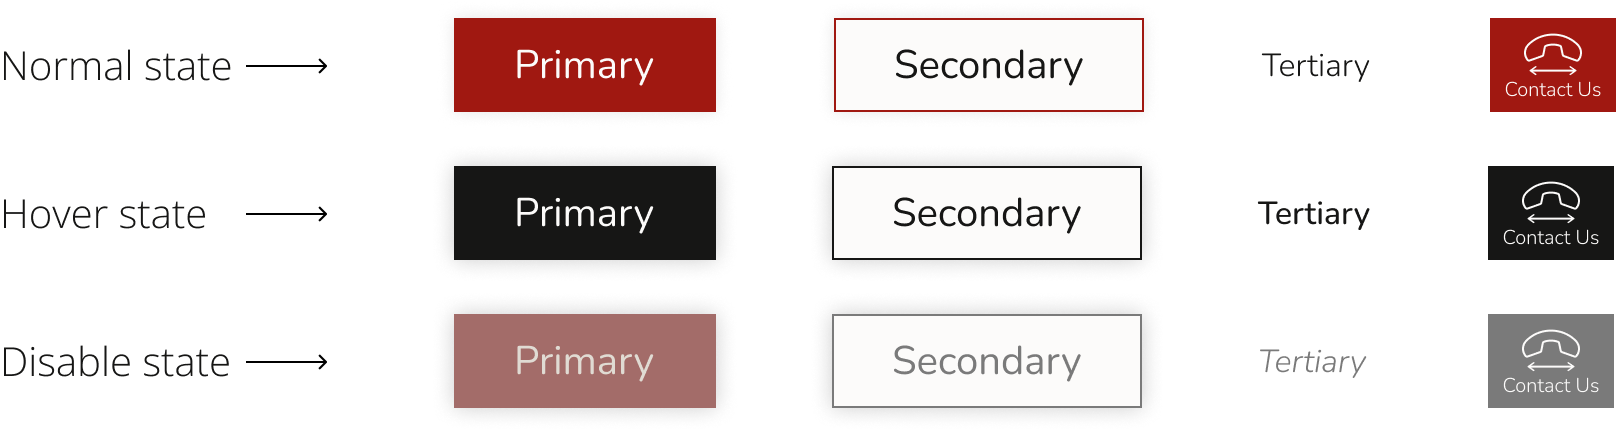 Normal state
Primary
Secondary
Tertiary
Contact Us
Hover state
Primary
Secondary
Tertiary
Contact Us
Disable state
Primary
Secondary
Tertiary
Contact Us